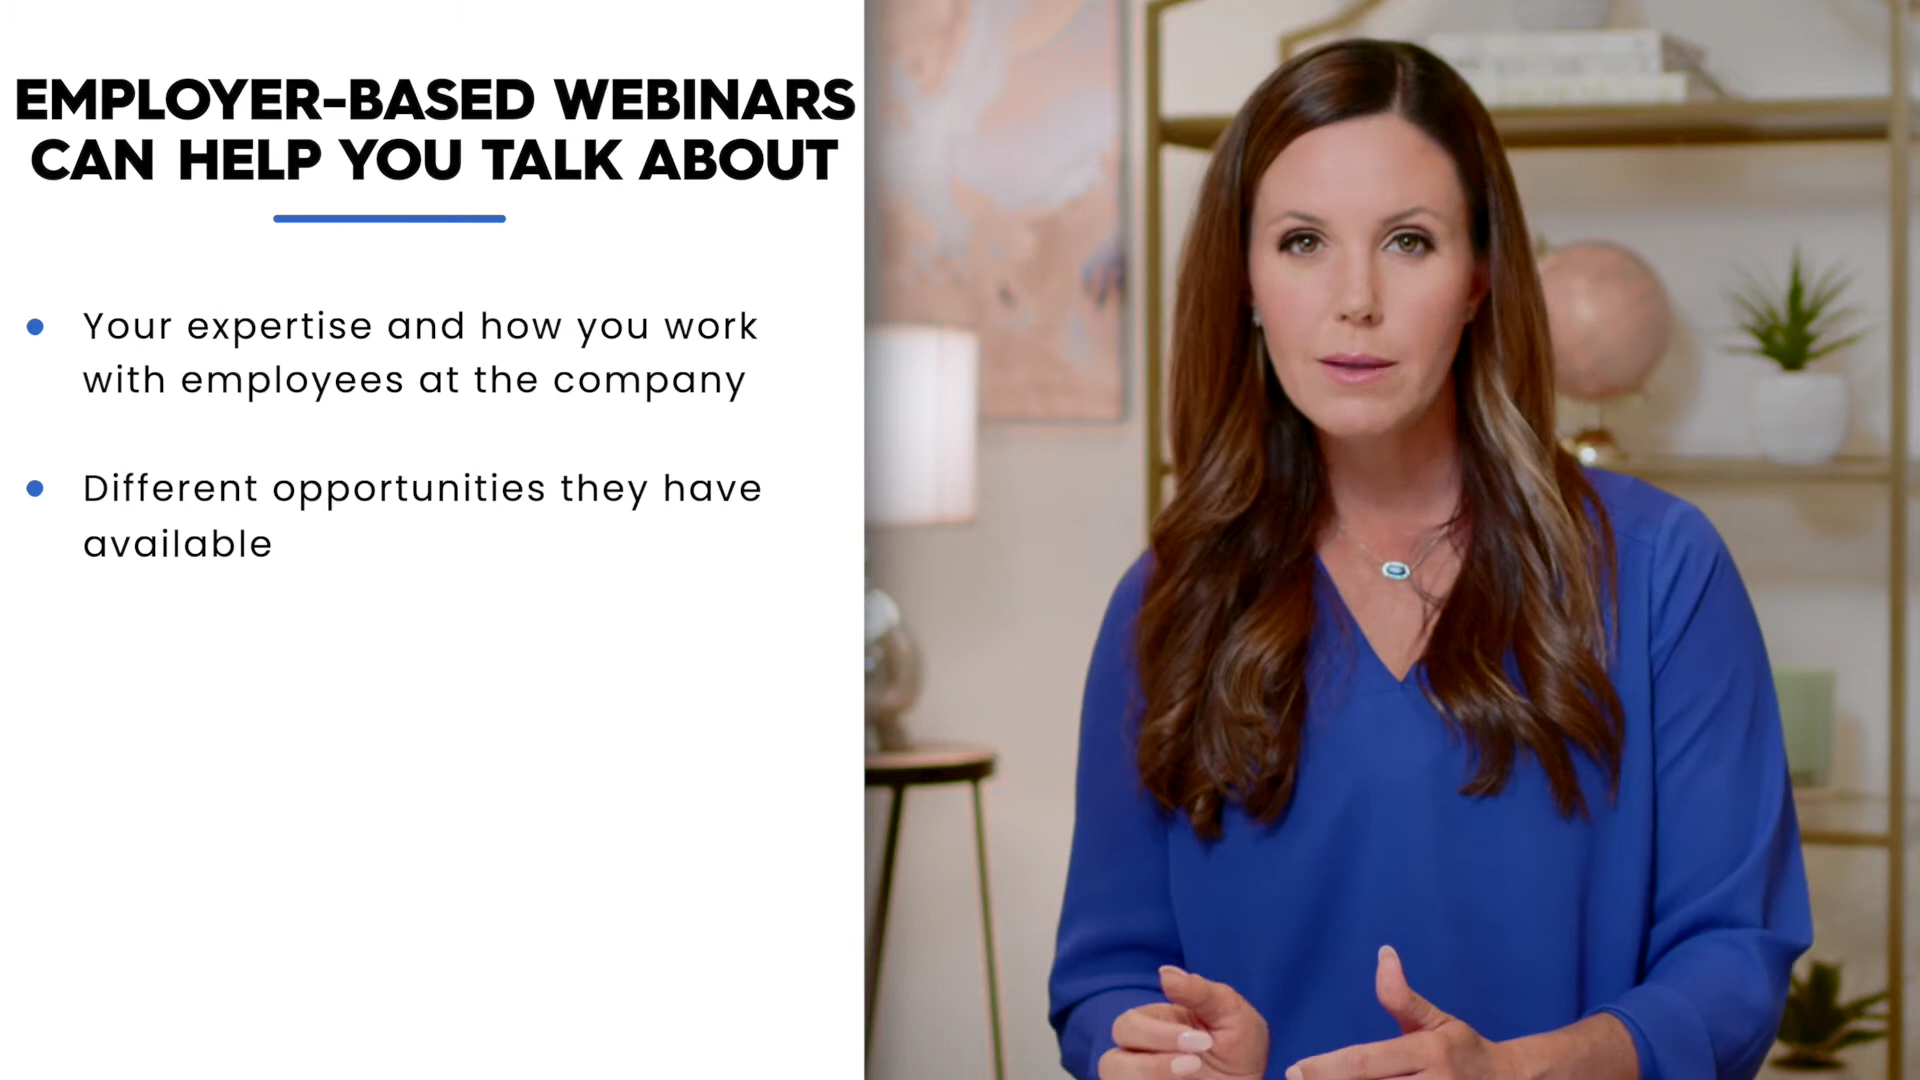 EMPLOYER-BASED WEBINARS
CAN HELP YOU TALK ABOUT
Your expertise and how you work
with employees at the company
Different opportunities they have
available